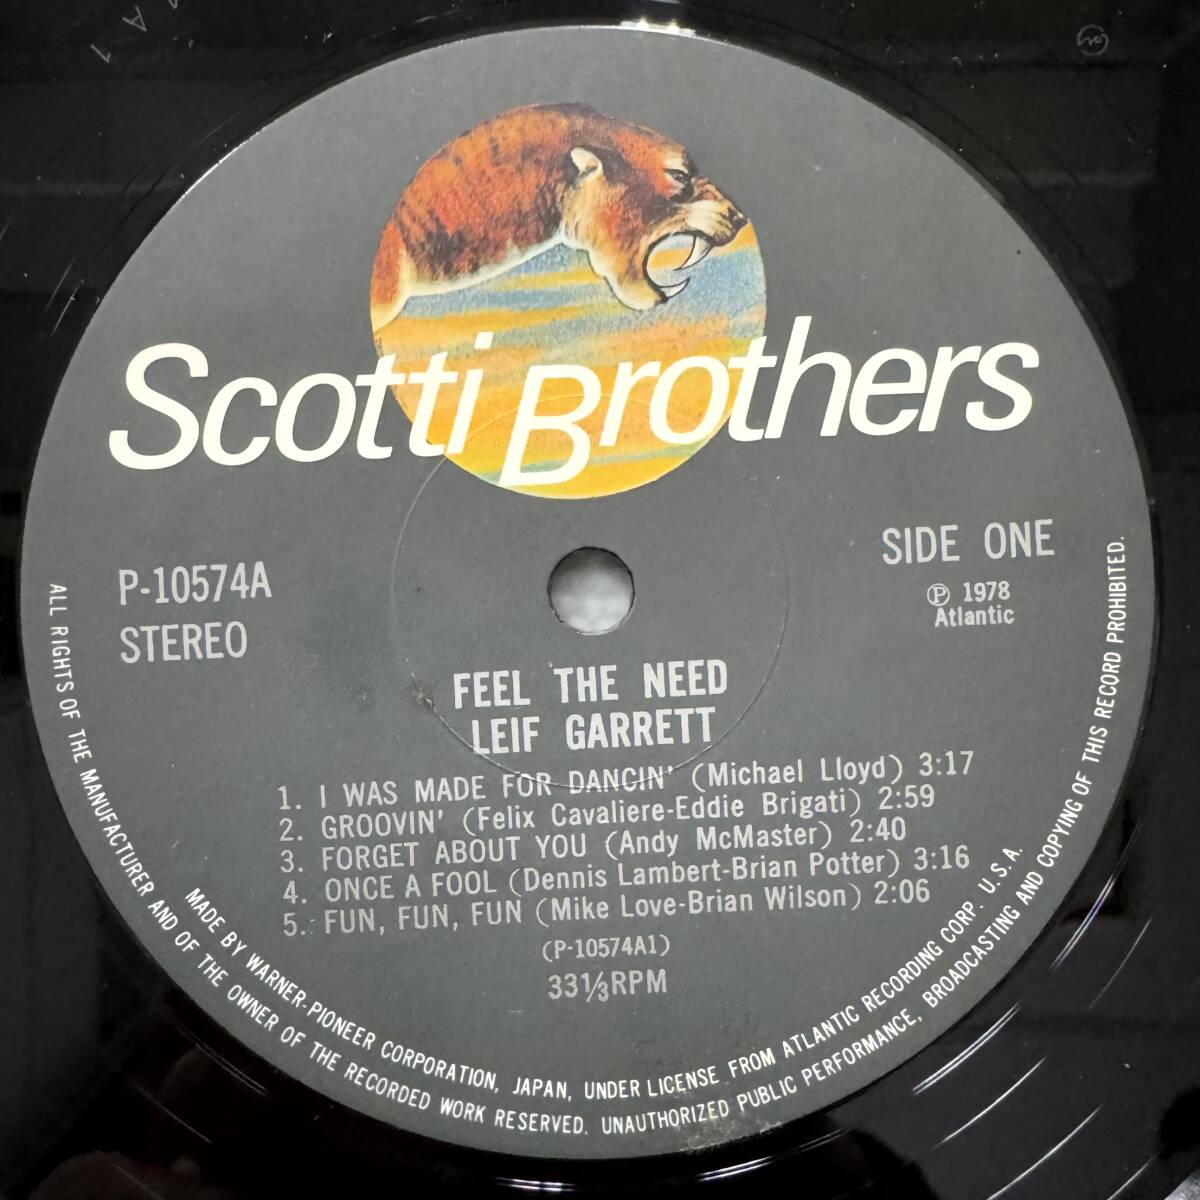 Scotti Brothers
P-10574A
STEREO
SIDE ONE
Ⓟ 1978
Atlantic
FEEL THE NEED
LEIF GARRETT
1. I WAS MADE FOR DANCIN' (Michael Lloyd) 3:17
2. GROOVIN' (Felix Cavaliere-Eddie Brigati) 2:59
3. FORGET ABOUT YOU (Andy McMaster) 2:40
4. ONCE A FOOL (Dennis Lambert-Brian Potter) 3:16
5. FUN, FUN, FUN (Mike Love-Brian Wilson) 2:06
(P-10574A1)
33⅓RPM
MADE BY WARNER-PIONEER CORPORATION, JAPAN, UNDER LICENSE FROM ATLANTIC RECORDING CORP. U.S.A.
ALL RIGHTS OF THE MANUFACTURER AND OF THE OWNER OF THE RECORDED WORK RESERVED. UNAUTHORIZED PUBLIC PERFORMANCE, BROADCASTING AND COPYING OF THIS RECORD PROHIBITED.